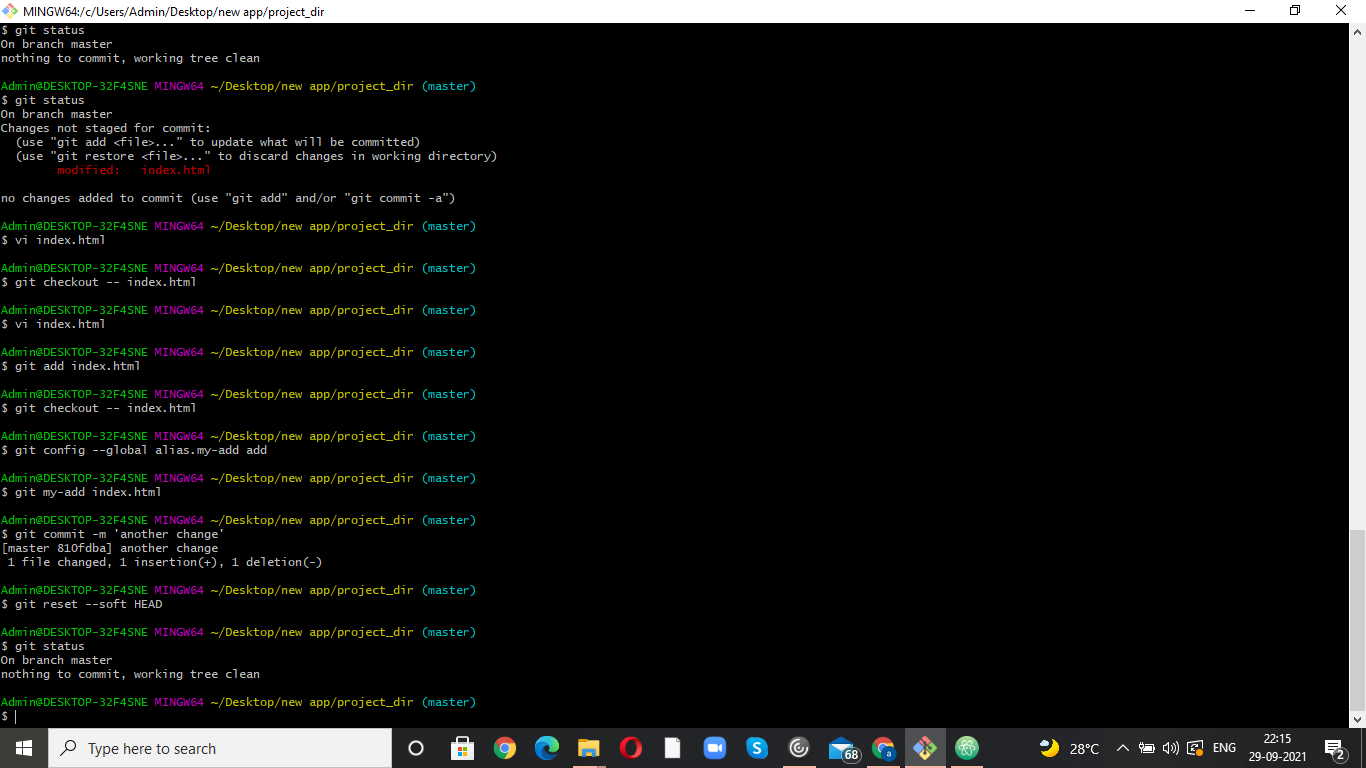 MINGW64:/c/Users/Admin/Desktop/new app/project_dir
$ git status
On branch master
nothing to commit, working tree clean
Admin@DESKTOP-32F4SNE MINGW64 ~/Desktop/new app/project_dir (master)
$ git status
On branch master
Changes not staged for commit:
  (use "git add <file>..." to update what will be committed)
  (use "git restore <file>..." to discard changes in working directory)
        modified:   index.html
no changes added to commit (use "git add" and/or "git commit -a")
Admin@DESKTOP-32F4SNE MINGW64 ~/Desktop/new app/project_dir (master)
$ vi index.html
Admin@DESKTOP-32F4SNE MINGW64 ~/Desktop/new app/project_dir (master)
$ git checkout -- index.html
Admin@DESKTOP-32F4SNE MINGW64 ~/Desktop/new app/project_dir (master)
$ vi index.html
Admin@DESKTOP-32F4SNE MINGW64 ~/Desktop/new app/project_dir (master)
$ git add index.html
Admin@DESKTOP-32F4SNE MINGW64 ~/Desktop/new app/project_dir (master)
$ git checkout -- index.html
Admin@DESKTOP-32F4SNE MINGW64 ~/Desktop/new app/project_dir (master)
$ git config --global alias.my-add add
Admin@DESKTOP-32F4SNE MINGW64 ~/Desktop/new app/project_dir (master)
$ git my-add index.html
Admin@DESKTOP-32F4SNE MINGW64 ~/Desktop/new app/project_dir (master)
$ git commit -m 'another change'
[master 810fdba] another change
 1 file changed, 1 insertion(+), 1 deletion(-)
Admin@DESKTOP-32F4SNE MINGW64 ~/Desktop/new app/project_dir (master)
$ git reset --soft HEAD
Admin@DESKTOP-32F4SNE MINGW64 ~/Desktop/new app/project_dir (master)
$ git status
On branch master
nothing to commit, working tree clean
Admin@DESKTOP-32F4SNE MINGW64 ~/Desktop/new app/project_dir (master)
$
Type here to search
S
68
a
28°C
ENG
22:15
29-09-2021
2